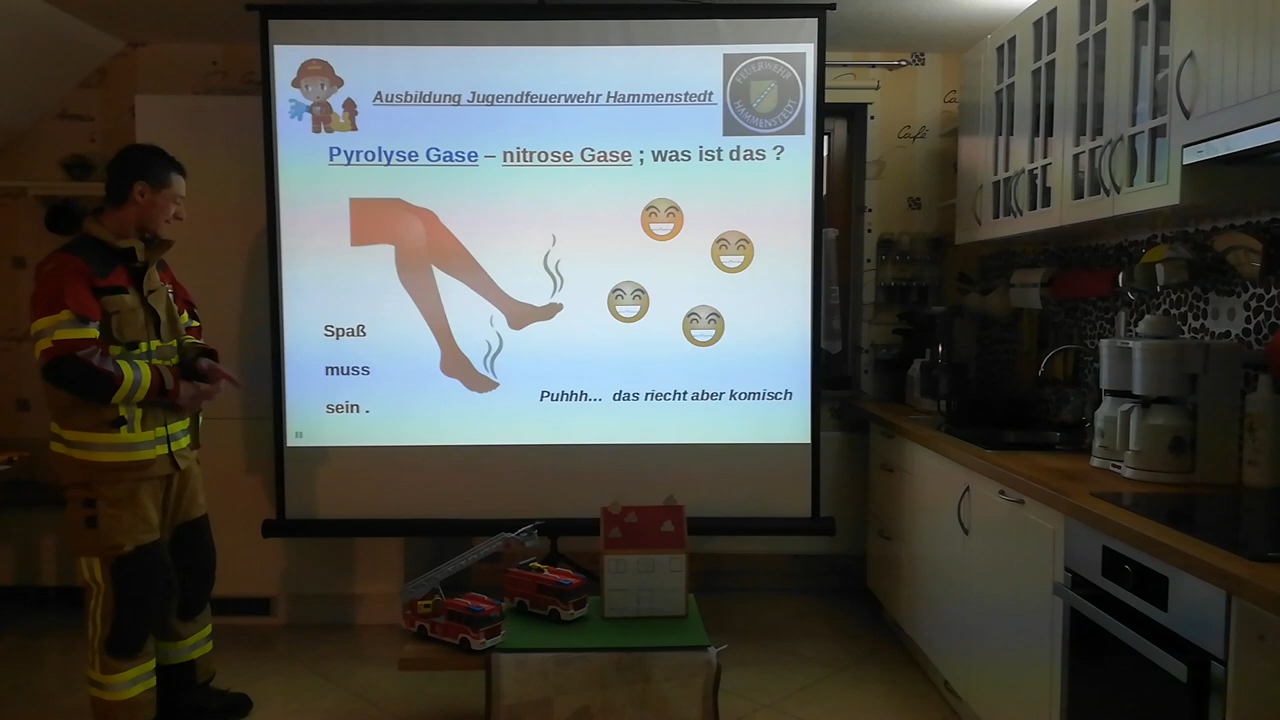 Ausbildung Jugendfeuerwehr Hammenstedt
FEUERWEHR
HAMMENSTEDT
Pyrolyse Gase – nitrose Gase ; was ist das ?
Spaß
muss
sein .
Puhhh... das riecht aber komisch
Café